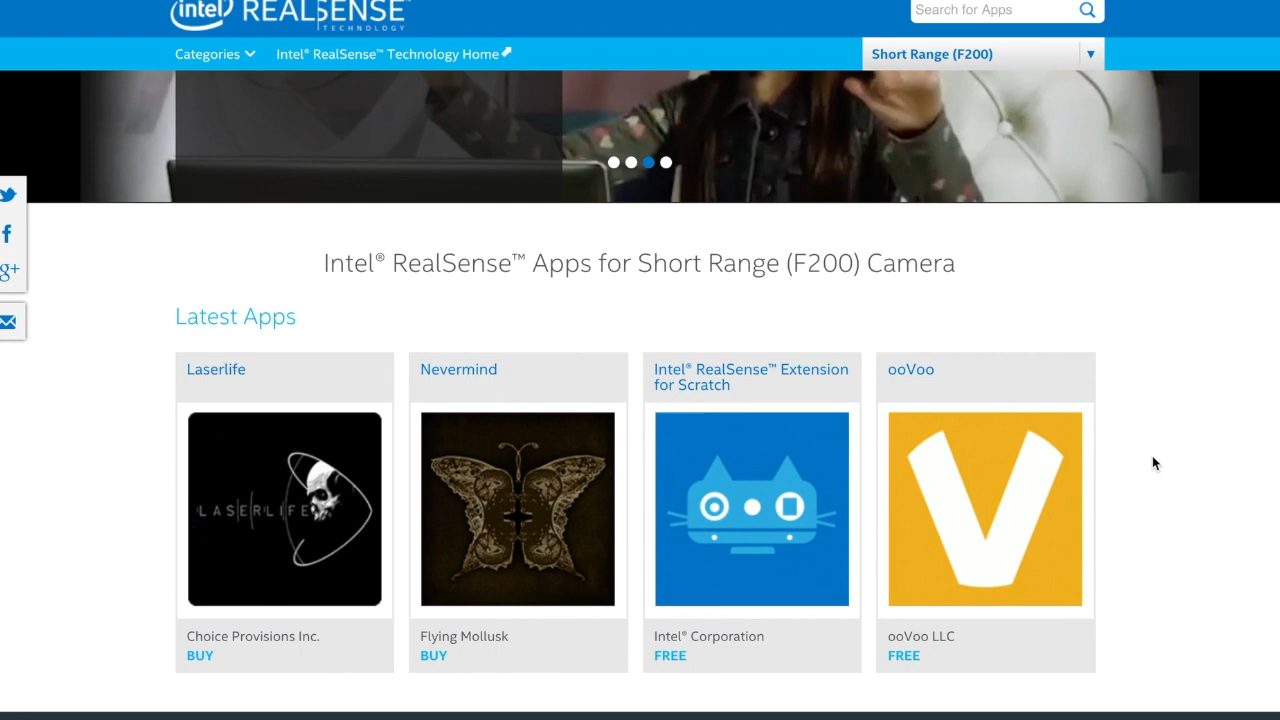 intel REALSENSE
TECHNOLOGY
Search for Apps
Categories
Intel® RealSense™ Technology Home
Short Range (F200)
f
g+
Intel® RealSense™ Apps for Short Range (F200) Camera
Latest Apps
Laserlife
Nevermind
Intel® RealSense™ Extension
for Scratch
ooVoo
LASERLIFE
V
Choice Provisions Inc.
Flying Mollusk
Intel® Corporation
ooVoo LLC
BUY
BUY
FREE
FREE